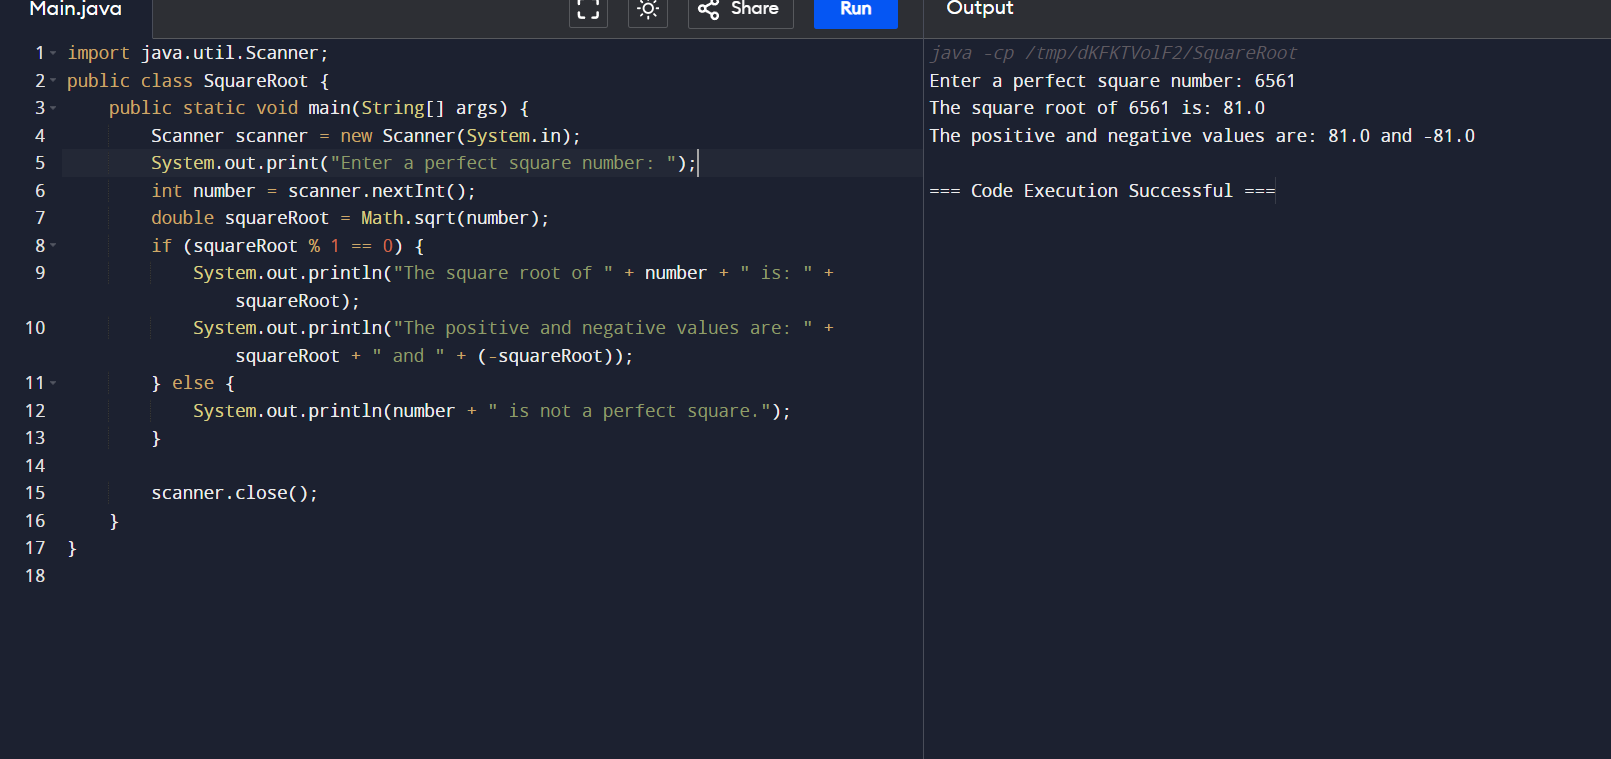 Main.java
Share
Run
Output
1 import java.util.Scanner;
2 public class SquareRoot {
3 public static void main(String[] args) {
4 Scanner scanner = new Scanner(System.in);
5 System.out.print("Enter a perfect square number: ");
6 int number = scanner.nextInt();
7 double squareRoot = Math.sqrt(number);
8 if (squareRoot % 1 == 0) {
9 System.out.println("The square root of " + number + " is: " +
squareRoot);
10 System.out.println("The positive and negative values are: " +
squareRoot + " and " + (-squareRoot));
11 } else {
12 System.out.println(number + " is not a perfect square.");
13 }
14
15 scanner.close();
16 }
17 }
18
java -cp /tmp/dKFKTVolF2/SquareRoot
Enter a perfect square number: 6561
The square root of 6561 is: 81.0
The positive and negative values are: 81.0 and -81.0
=== Code Execution Successful ===